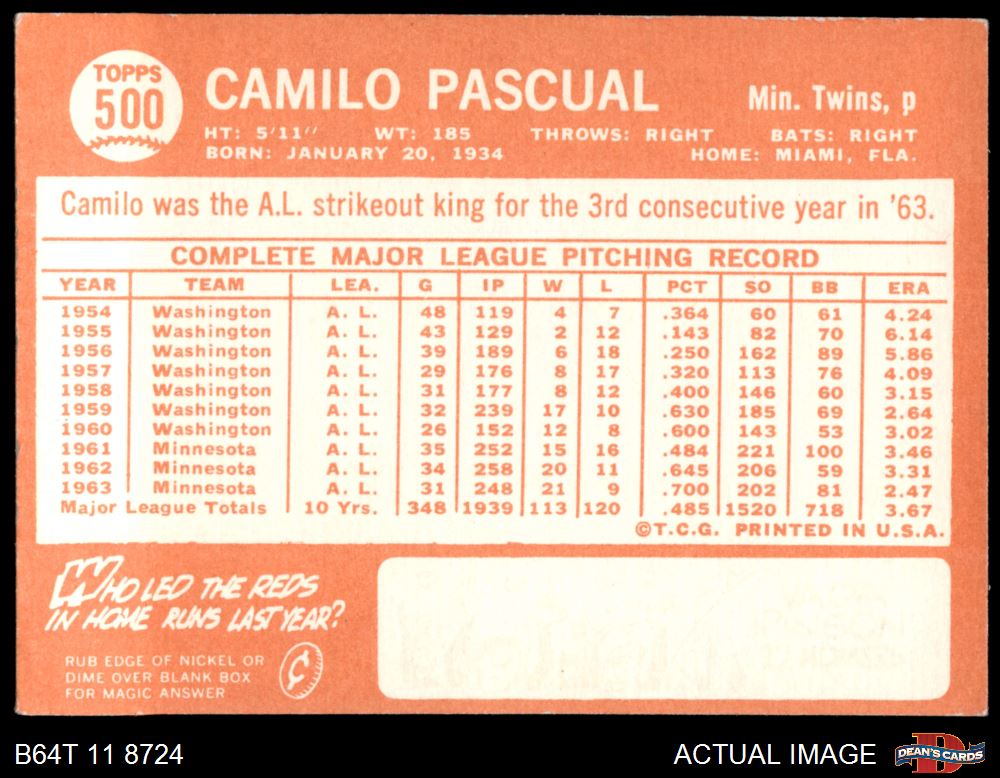 TOPPS
500
CAMILO PASCUAL
Min. Twins, p
HT: 5'11" WT: 185 THROWS: RIGHT BATS: RIGHT
BORN: JANUARY 20, 1934 HOME: MIAMI, FLA.
Camilo was the A.L. strikeout king for the 3rd consecutive year in '63.
COMPLETE MAJOR LEAGUE PITCHING RECORD
YEAR TEAM LEA. G IP W L PCT SO BB ERA
1954 Washington A. L. 48 119 4 7 .364 60 61 4.24
1955 Washington A. L. 43 129 2 12 .143 82 70 6.14
1956 Washington A. L. 39 189 6 18 .250 162 89 5.86
1957 Washington A. L. 29 176 8 17 .320 113 76 4.09
1958 Washington A. L. 31 177 8 12 .400 146 60 3.15
1959 Washington A. L. 32 239 17 10 .630 185 69 2.64
1960 Washington A. L. 26 152 12 8 .600 143 53 3.02
1961 Minnesota A. L. 35 252 15 16 .484 221 100 3.46
1962 Minnesota A. L. 34 258 20 11 .645 206 59 3.31
1963 Minnesota A. L. 31 248 21 9 .700 202 81 2.47
Major League Totals 10 Yrs. 348 1939 113 120 .485 1520 718 3.67
©T.C.G. PRINTED IN U.S.A.
WHO LED THE REDS
IN HOME RUNS LAST YEAR?
RUB EDGE OF NICKEL OR
DIME OVER BLANK BOX
FOR MAGIC ANSWER
¢
B64T 11 8724
ACTUAL IMAGE
DEAN'S CARDS